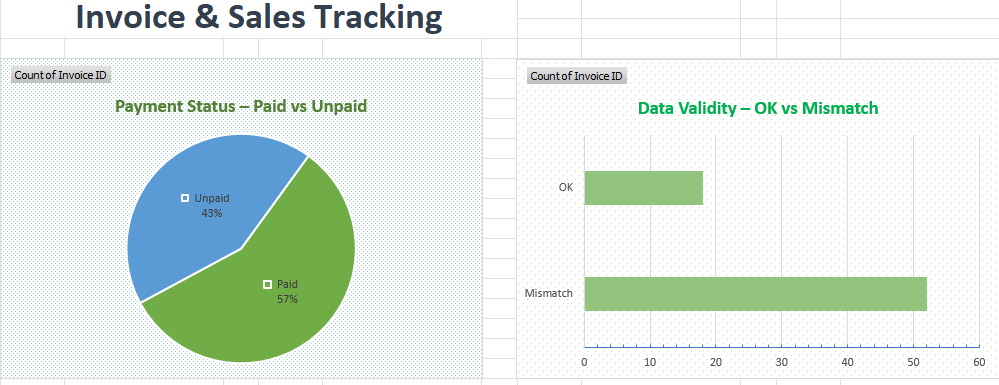 Invoice & Sales Tracking
Count of Invoice ID
Payment Status – Paid vs Unpaid
Unpaid
43%
Paid
57%
Count of Invoice ID
Data Validity – OK vs Mismatch
OK
Mismatch
0 10 20 30 40 50 60